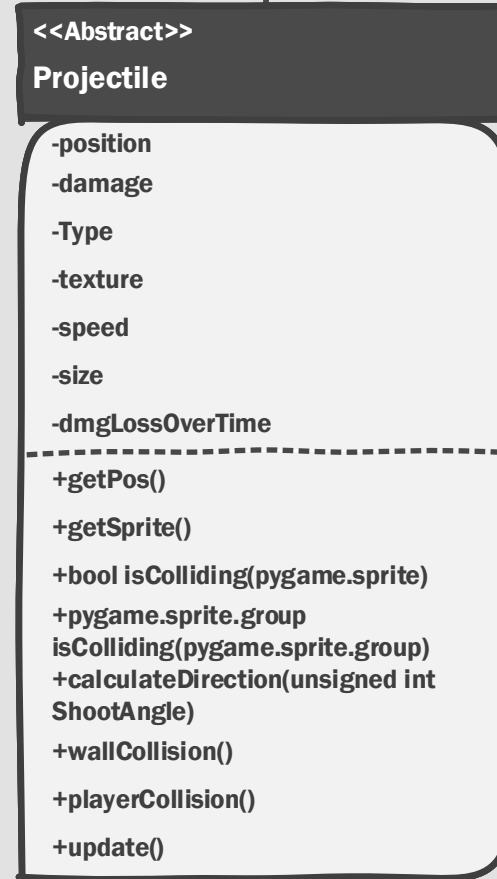 <<Abstract>>
Projectile
-position
-damage
-Type
-texture
-speed
-size
-dmgLossOverTime
+getPos()
+getSprite()
+bool isColliding(pygame.sprite)
+pygame.sprite.group
isColliding(pygame.sprite.group)
+calculateDirection(unsigned int
ShootAngle)
+wallCollision()
+playerCollision()
+update()